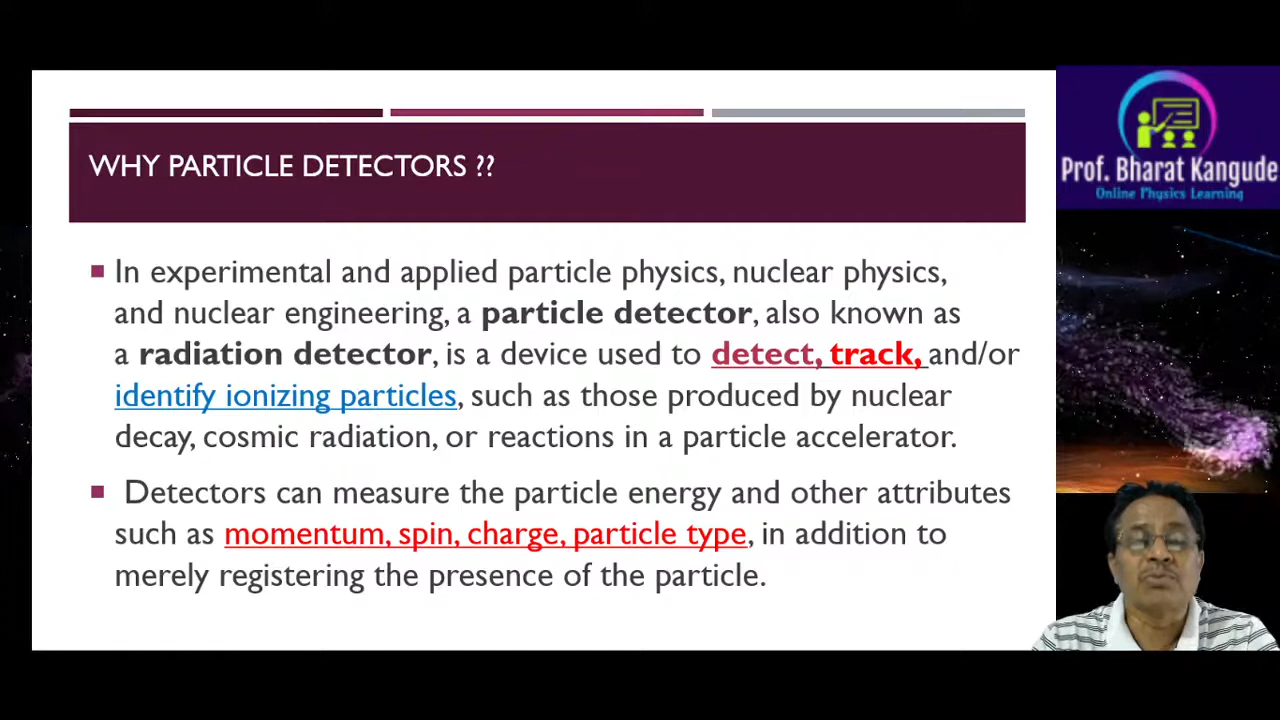 WHY PARTICLE DETECTORS ??
In experimental and applied particle physics, nuclear physics,
and nuclear engineering, a particle detector, also known as
a radiation detector, is a device used to detect, track, and/or
identify ionizing particles, such as those produced by nuclear
decay, cosmic radiation, or reactions in a particle accelerator.
Detectors can measure the particle energy and other attributes
such as momentum, spin, charge, particle type, in addition to
merely registering the presence of the particle.
Prof. Bharat Kangude
Online Physics Learning